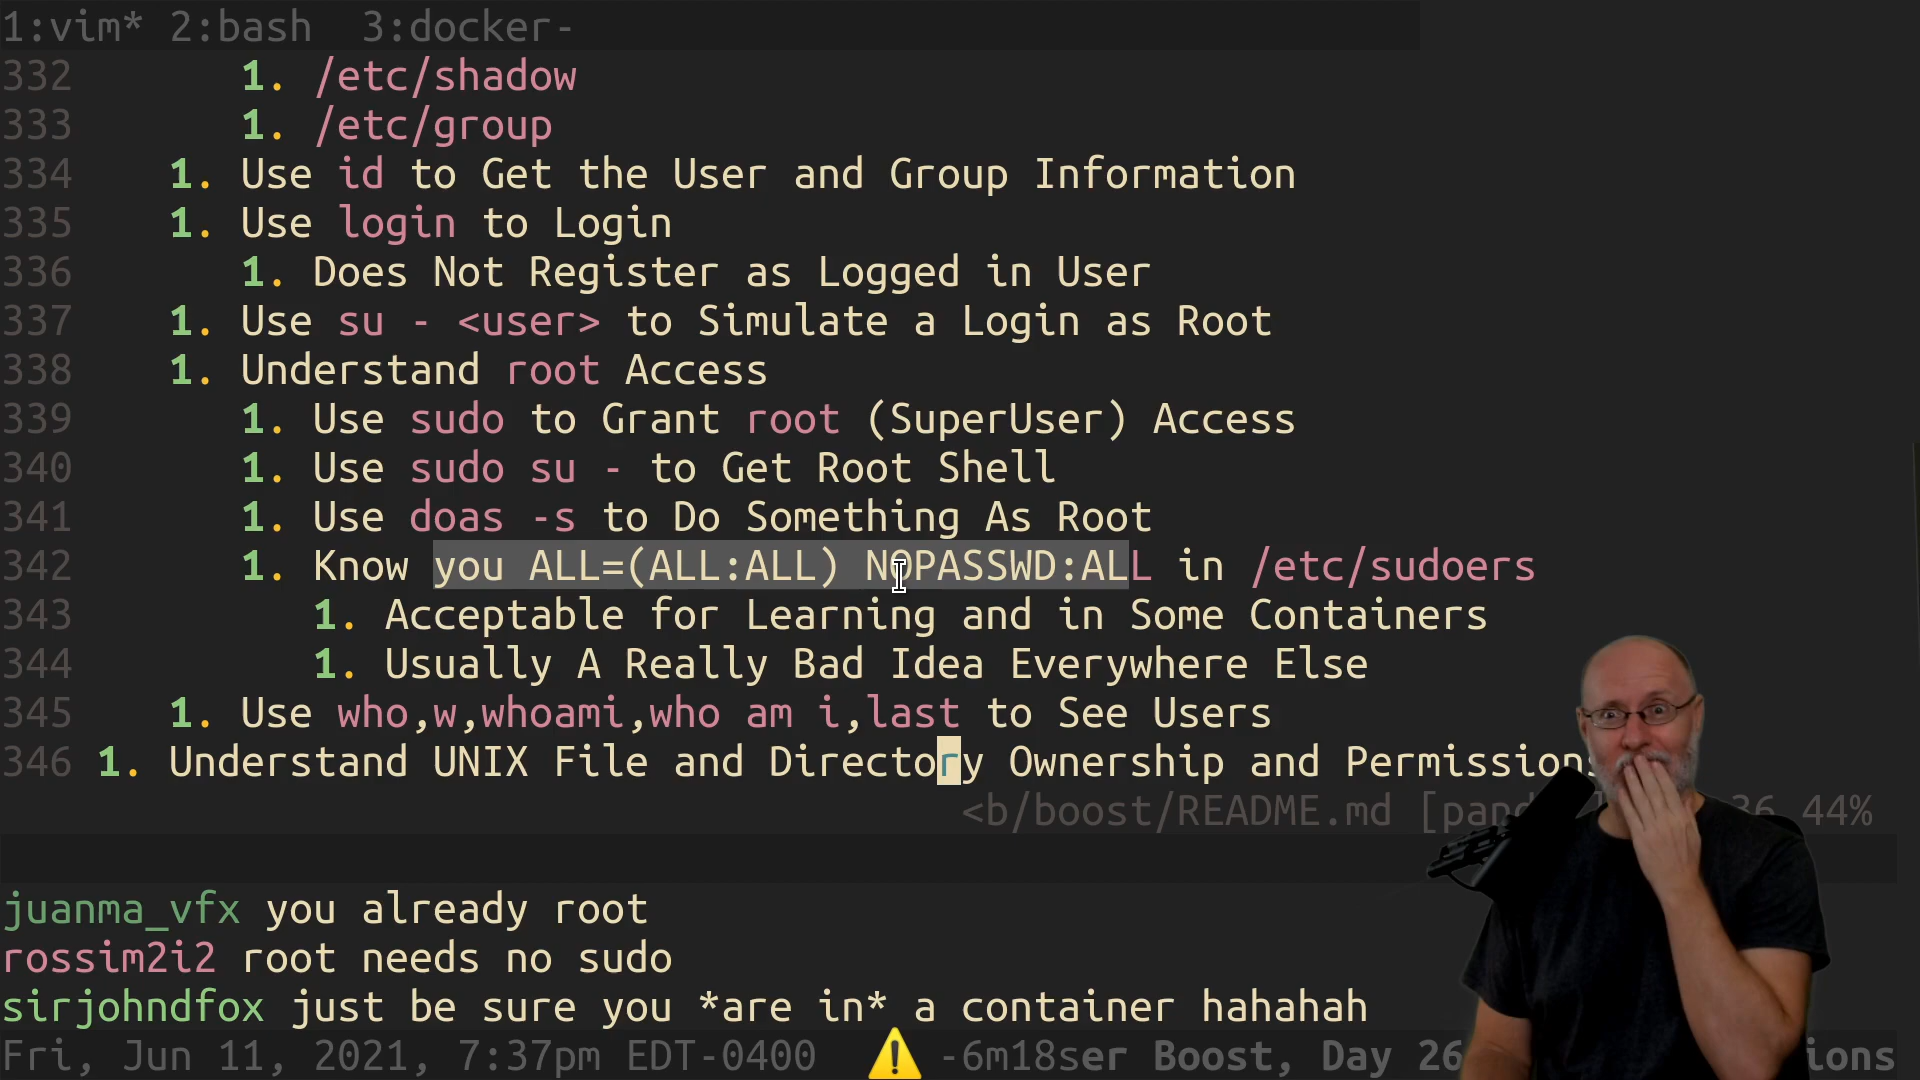 1:vim* 2:bash  3:docker-
332 1. /etc/shadow
333 1. /etc/group
334 1. Use id to Get the User and Group Information
335 1. Use login to Login
336 1. Does Not Register as Logged in User
337 1. Use su - <user> to Simulate a Login as Root
338 1. Understand root Access
339 1. Use sudo to Grant root (SuperUser) Access
340 1. Use sudo su - to Get Root Shell
341 1. Use doas -s to Do Something As Root
342 1. Know you ALL=(ALL:ALL) NOPASSWD:ALL in /etc/sudoers
343 1. Acceptable for Learning and in Some Containers
344 1. Usually A Really Bad Idea Everywhere Else
345 1. Use who,w,whoami,who am i,last to See Users
346 1. Understand UNIX File and Directory Ownership and Permissions
<b/boost/README.md [pand 36 44%
juanma_vfx you already root
rossim2i2 root needs no sudo
sirjohndfox just be sure you *are in* a container hahahah
Fri, Jun 11, 2021, 7:37pm EDT-0400 ⚠️ -6m18ser Boost, Day 26 ions